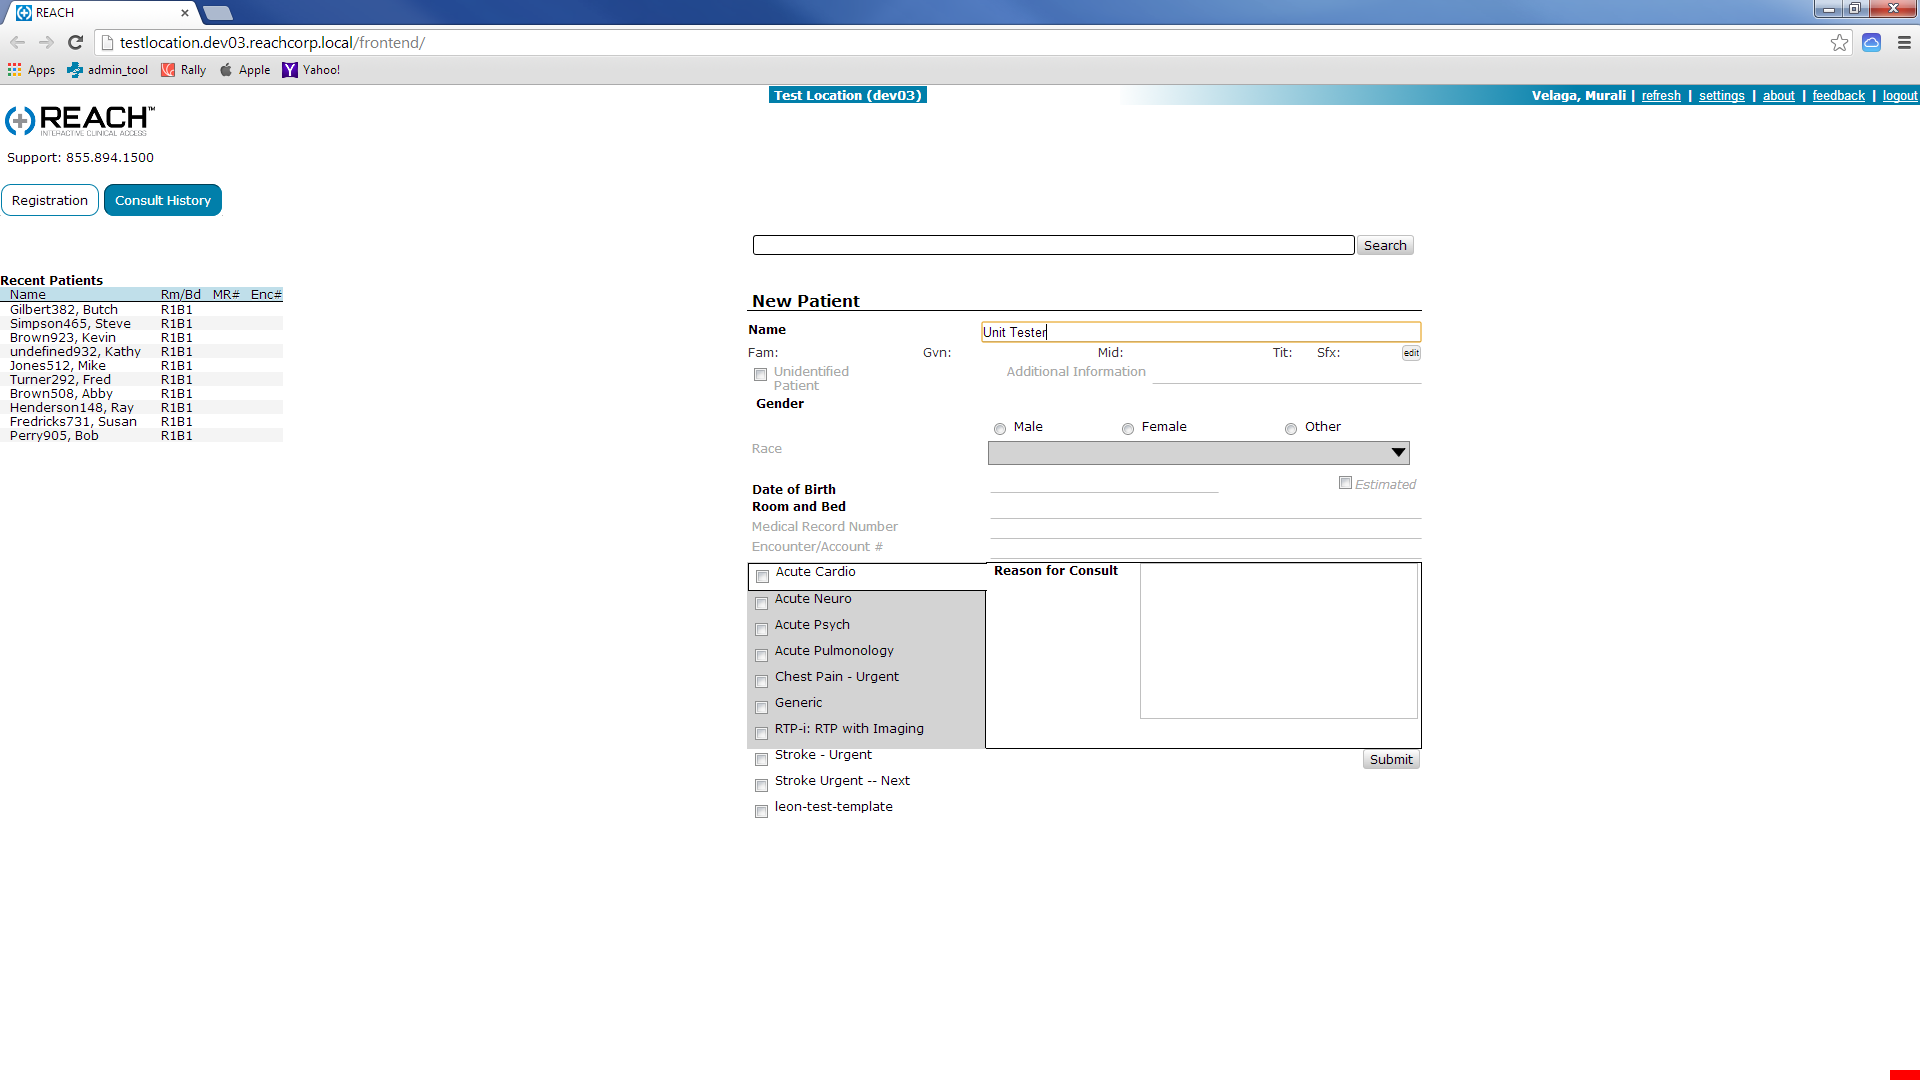 REACH
testlocation.dev03.reachcorp.local/frontend/
Apps admin_tool Rally Apple Yahoo!
Test Location (dev03) Velaga, Murali | refresh | settings | about | feedback | logout
REACH™
INTERACTIVE CLINICAL ACCESS
Support: 855.894.1500
Registration Consult History
Search
Recent Patients
Name Rm/Bd MR# Enc#
Gilbert382, Butch R1B1
Simpson465, Steve R1B1
Brown923, Kevin R1B1
undefined932, Kathy R1B1
Jones512, Mike R1B1
Turner292, Fred R1B1
Brown508, Abby R1B1
Henderson148, Ray R1B1
Fredricks731, Susan R1B1
Perry905, Bob R1B1
New Patient
Name Unit Tester
Fam: Gvn: Mid: Tit: Sfx: edit
Unidentified Patient Additional Information
Gender
Male Female Other
Race
Date of Birth Estimated
Room and Bed
Medical Record Number
Encounter/Account #
Acute Cardio Reason for Consult
Acute Neuro
Acute Psych
Acute Pulmonology
Chest Pain - Urgent
Generic
RTP-i: RTP with Imaging
Stroke - Urgent Submit
Stroke Urgent -- Next
leon-test-template